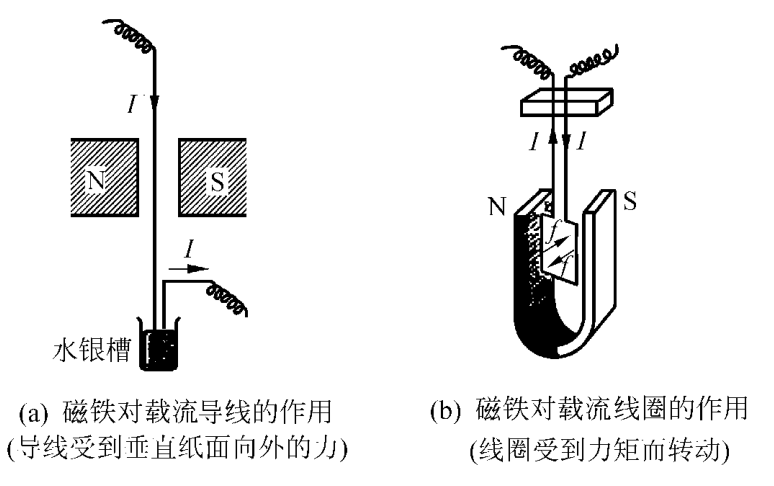 I
N
S
I
水银槽
(a) 磁铁对载流导线的作用
(导线受到垂直纸面向外的力)
I I
N S
f
f
(b) 磁铁对载流线圈的作用
(线圈受到力矩而转动)